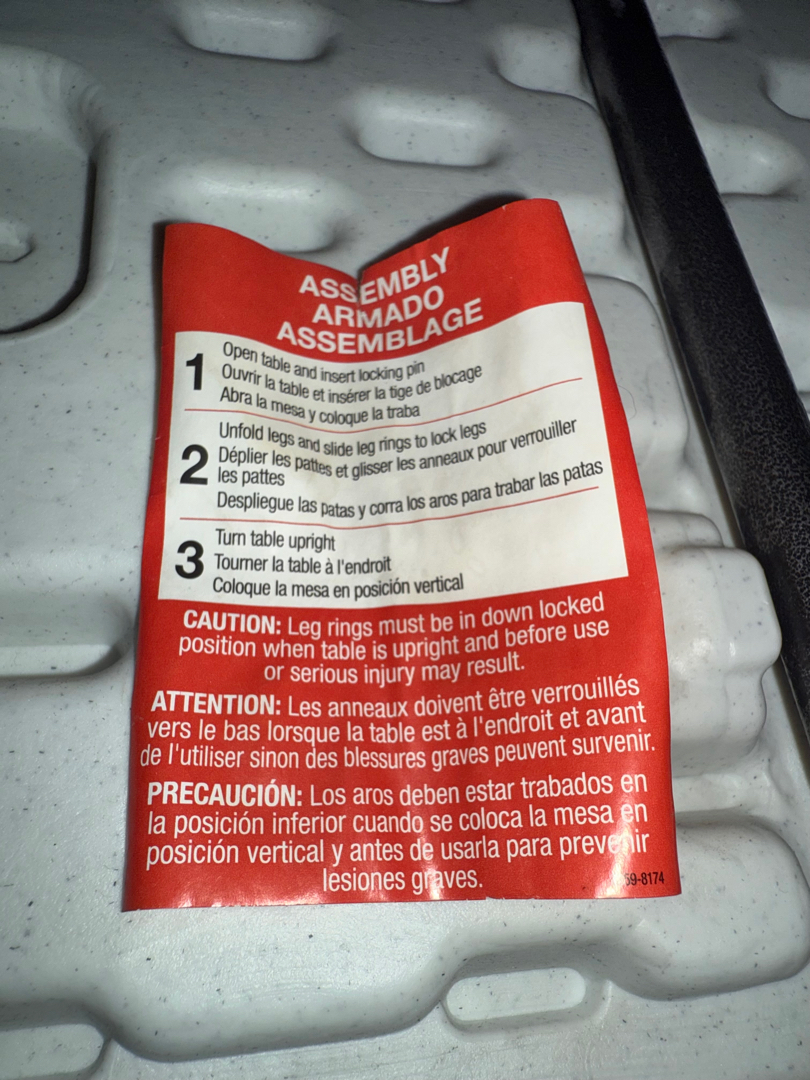 ASSEMBLY
ARMADO
ASSEMBLAGE
1 Open table and insert locking pin
Ouvrir la table et insérer la tige de blocage
Abra la mesa y coloque la traba
2 Unfold legs and slide leg rings to lock legs
Déplier les pattes et glisser les anneaux pour verrouiller
les pattes
Despliegue las patas y corra los aros para trabar las patas
3 Turn table upright
Tourner la table à l'endroit
Coloque la mesa en posición vertical
CAUTION: Leg rings must be in down locked
position when table is upright and before use
or serious injury may result.
ATTENTION: Les anneaux doivent être verrouillés
vers le bas lorsque la table est à l'endroit et avant
de l'utiliser sinon des blessures graves peuvent survenir.
PRECAUCIÓN: Los aros deben estar trabados en
la posición inferior cuando se coloca la mesa en
posición vertical y antes de usarla para prevenir
lesiones graves.